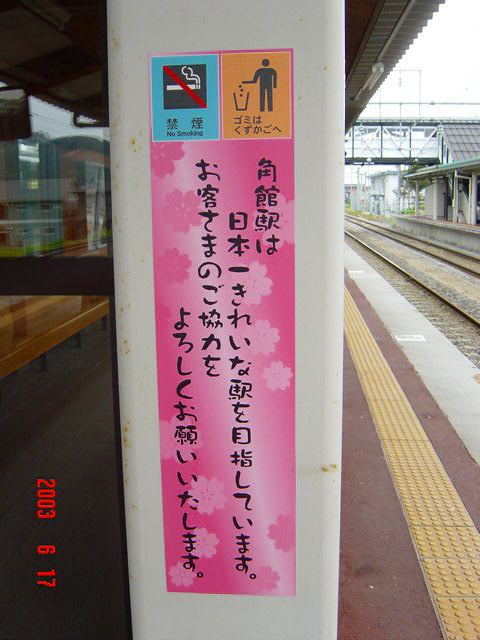 禁煙
No Smoking
ゴミは
くずかごへ
角館駅は
日本一きれいな駅を目指しています。
お客さまのご協力を
よろしくお願いいたします。
2003 6 17